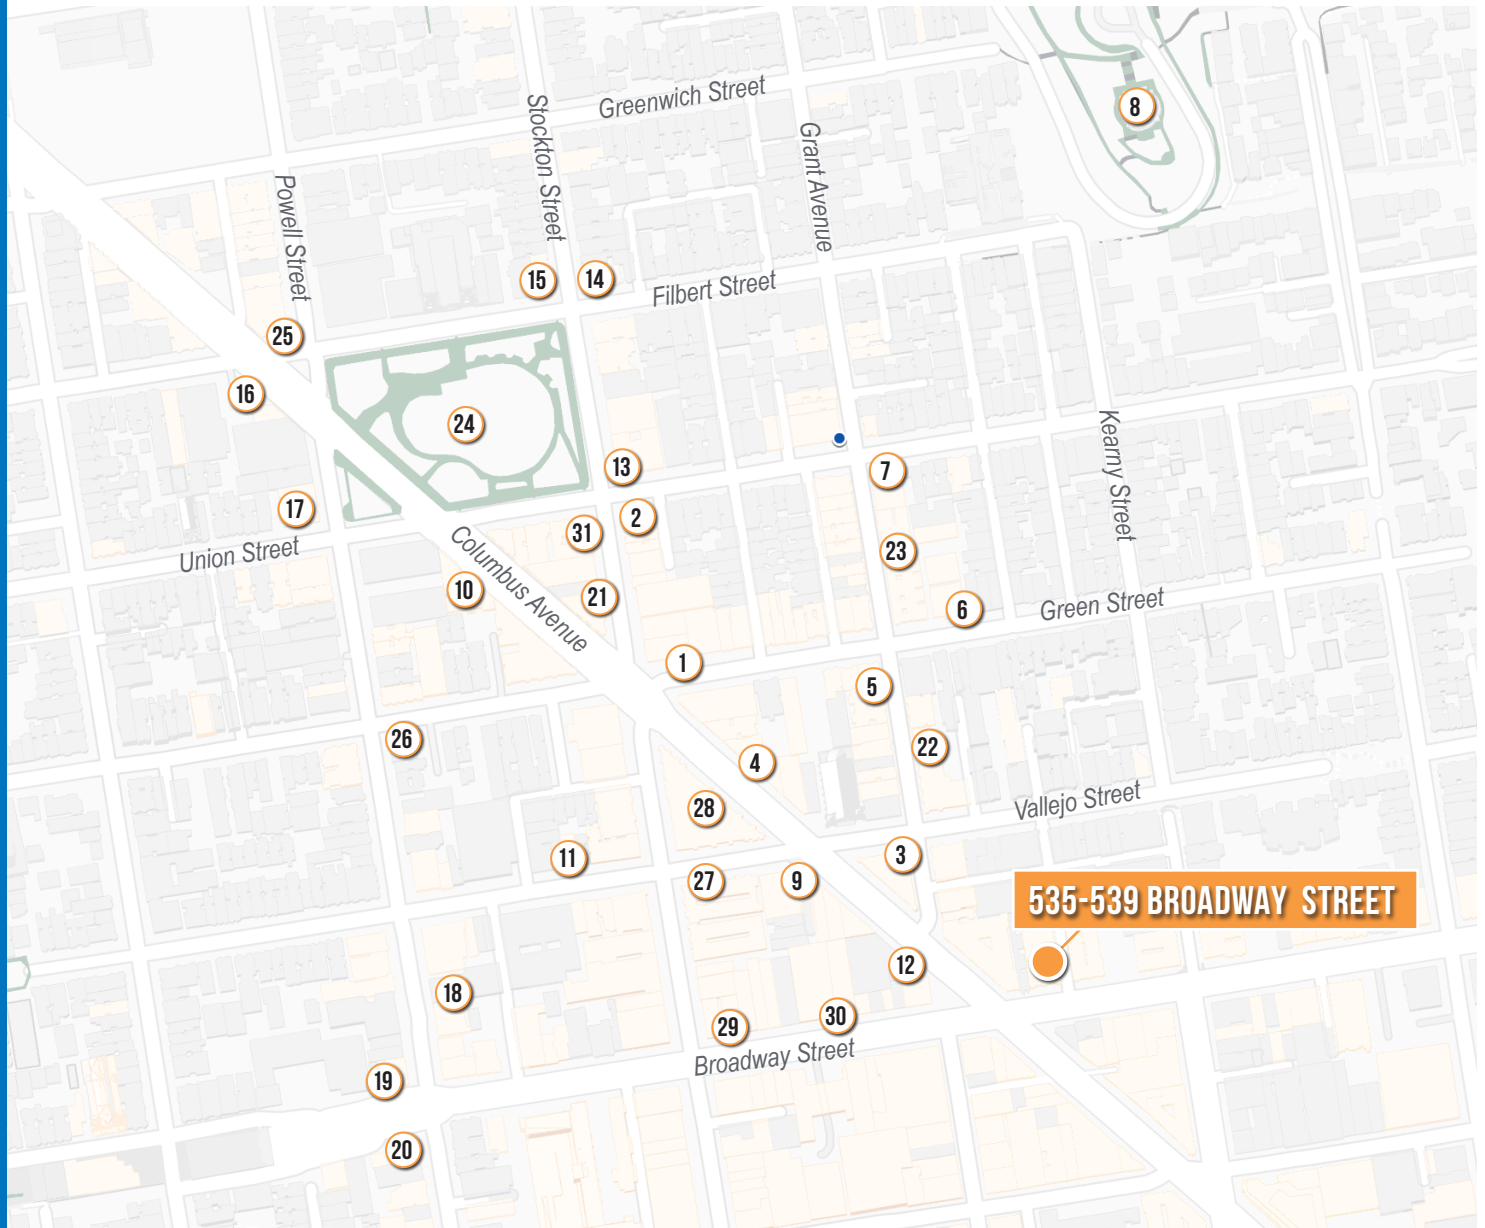 8
Greenwich Street
Stockton Street
Grant Avenue
Powell Street
15
14
Filbert Street
25
16
24
Kearny Street
13
7
17
2
31
Union Street
23
Columbus Avenue
10
21
6
Green Street
1
5
26
22
4
Vallejo Street
28
3
11
27
9
535-539 BROADWAY STREET
12
18
30
29
Broadway Street
19
20